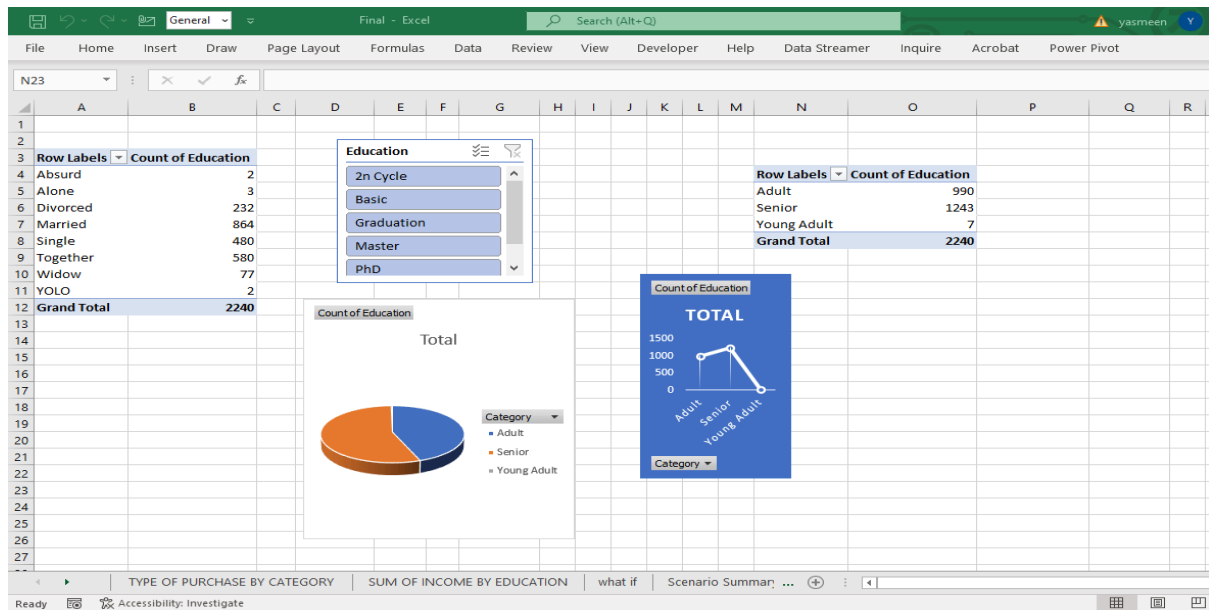 General
Final - Excel
Search (Alt+Q)
yasmeen
Y
File Home Insert Draw Page Layout Formulas Data Review View Developer Help Data Streamer Inquire Acrobat Power Pivot
N23
fx
A B C D E F G H I J K L M N O P Q R
1
2
3 Row Labels Count of Education
4 Absurd 2
5 Alone 3
6 Divorced 232
7 Married 864
8 Single 480
9 Together 580
10 Widow 77
11 YOLO 2
12 Grand Total 2240
13
14
15
16
17
18
19
20
21
22
23
24
25
26
27
Education
2n Cycle
Basic
Graduation
Master
PhD
Count of Education
Total
Category
Adult
Senior
Young Adult
Row Labels Count of Education
Adult 990
Senior 1243
Young Adult 7
Grand Total 2240
Count of Education
TOTAL
1500
1000
500
0
Adult
Senior
Young Adult
Category
TYPE OF PURCHASE BY CATEGORY SUM OF INCOME BY EDUCATION what if Scenario Summar ...
Ready Accessibility: Investigate